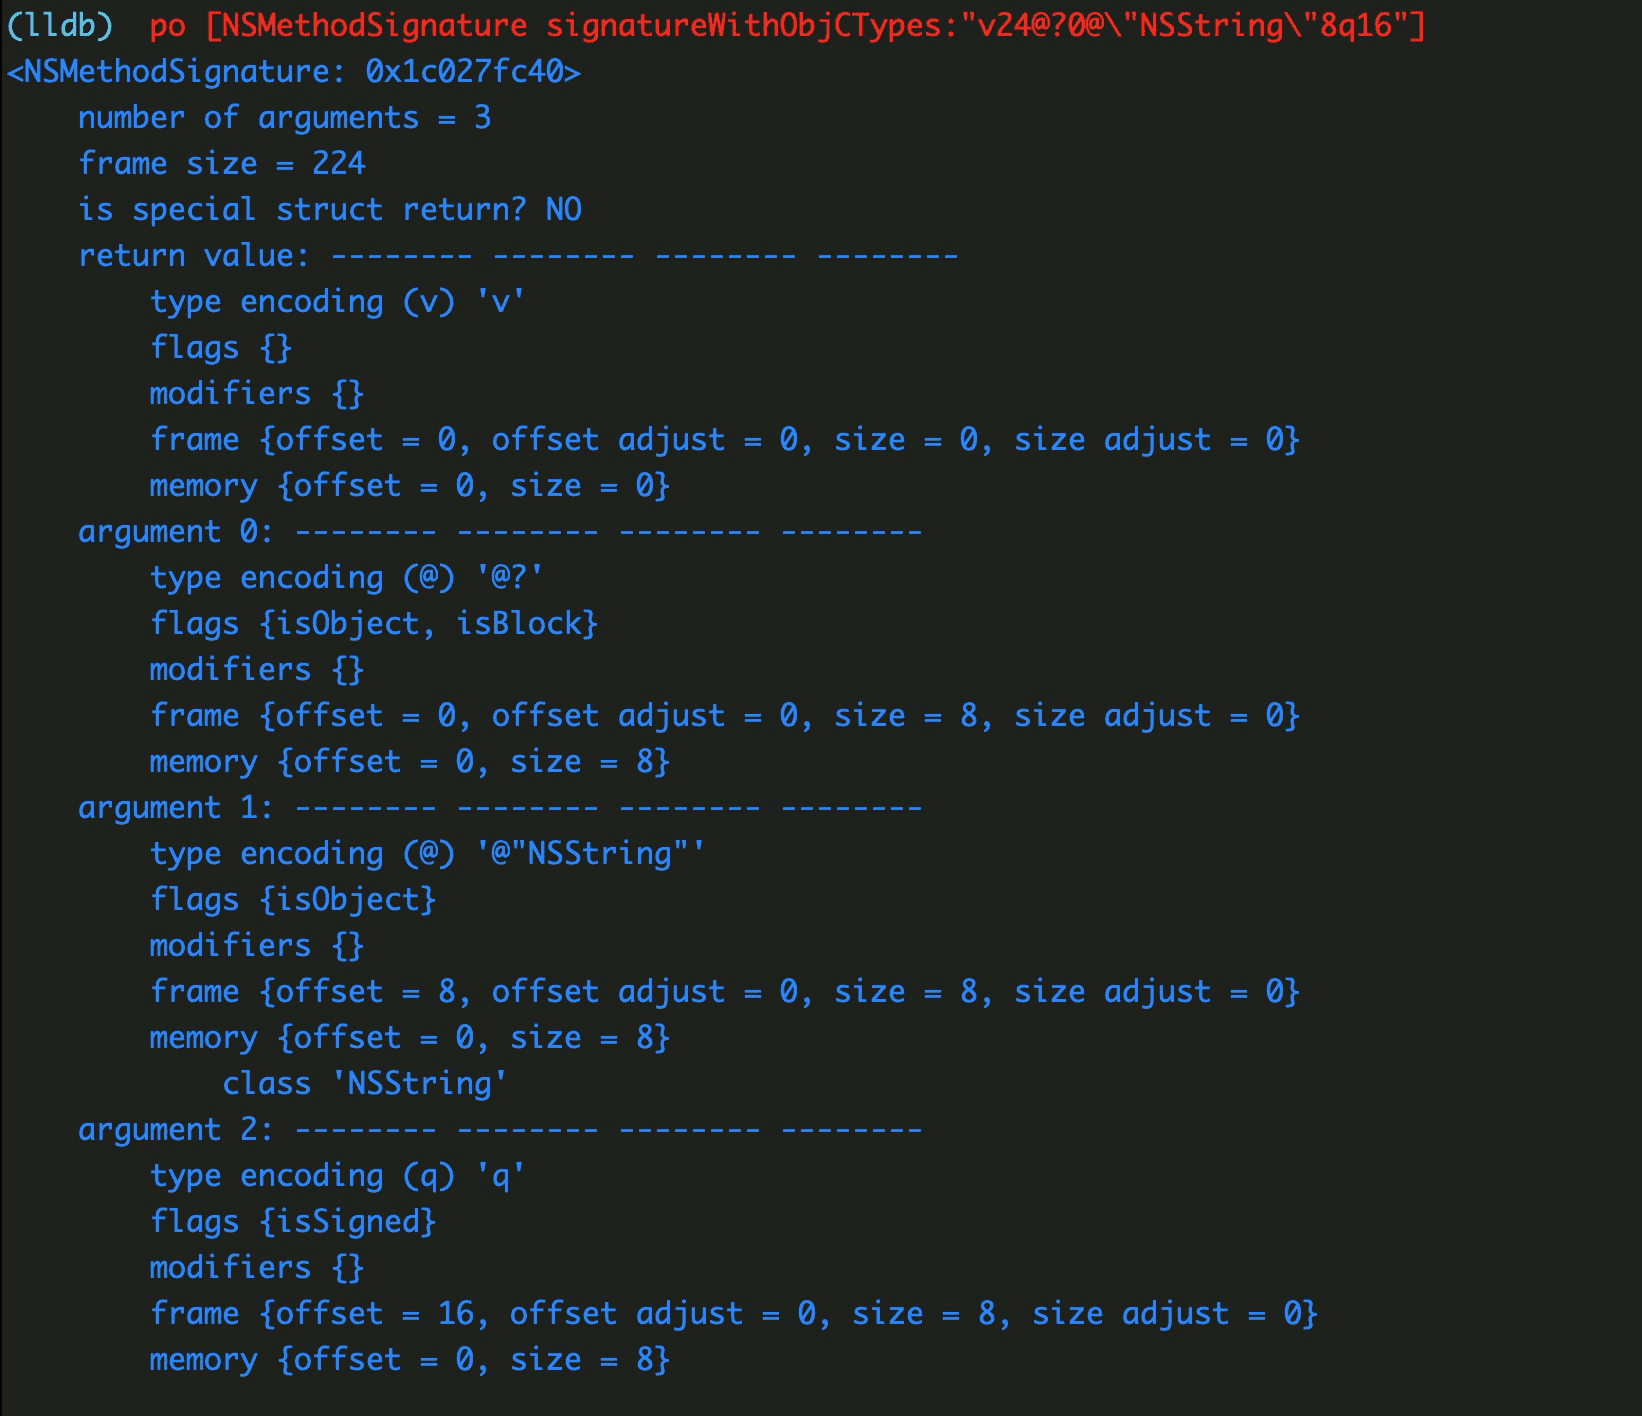 (lldb)  po [NSMethodSignature signatureWithObjCTypes:"v24@?0@\"NSString\"8q16"]
<NSMethodSignature: 0x1c027fc40>
    number of arguments = 3
    frame size = 224
    is special struct return? NO
    return value: -------- -------- -------- --------
        type encoding (v) 'v'
        flags {}
        modifiers {}
        frame {offset = 0, offset adjust = 0, size = 0, size adjust = 0}
        memory {offset = 0, size = 0}
    argument 0: -------- -------- -------- --------
        type encoding (@) '@?'
        flags {isObject, isBlock}
        modifiers {}
        frame {offset = 0, offset adjust = 0, size = 8, size adjust = 0}
        memory {offset = 0, size = 8}
    argument 1: -------- -------- -------- --------
        type encoding (@) '@"NSString"'
        flags {isObject}
        modifiers {}
        frame {offset = 8, offset adjust = 0, size = 8, size adjust = 0}
        memory {offset = 0, size = 8}
            class 'NSString'
    argument 2: -------- -------- -------- --------
        type encoding (q) 'q'
        flags {isSigned}
        modifiers {}
        frame {offset = 16, offset adjust = 0, size = 8, size adjust = 0}
        memory {offset = 0, size = 8}